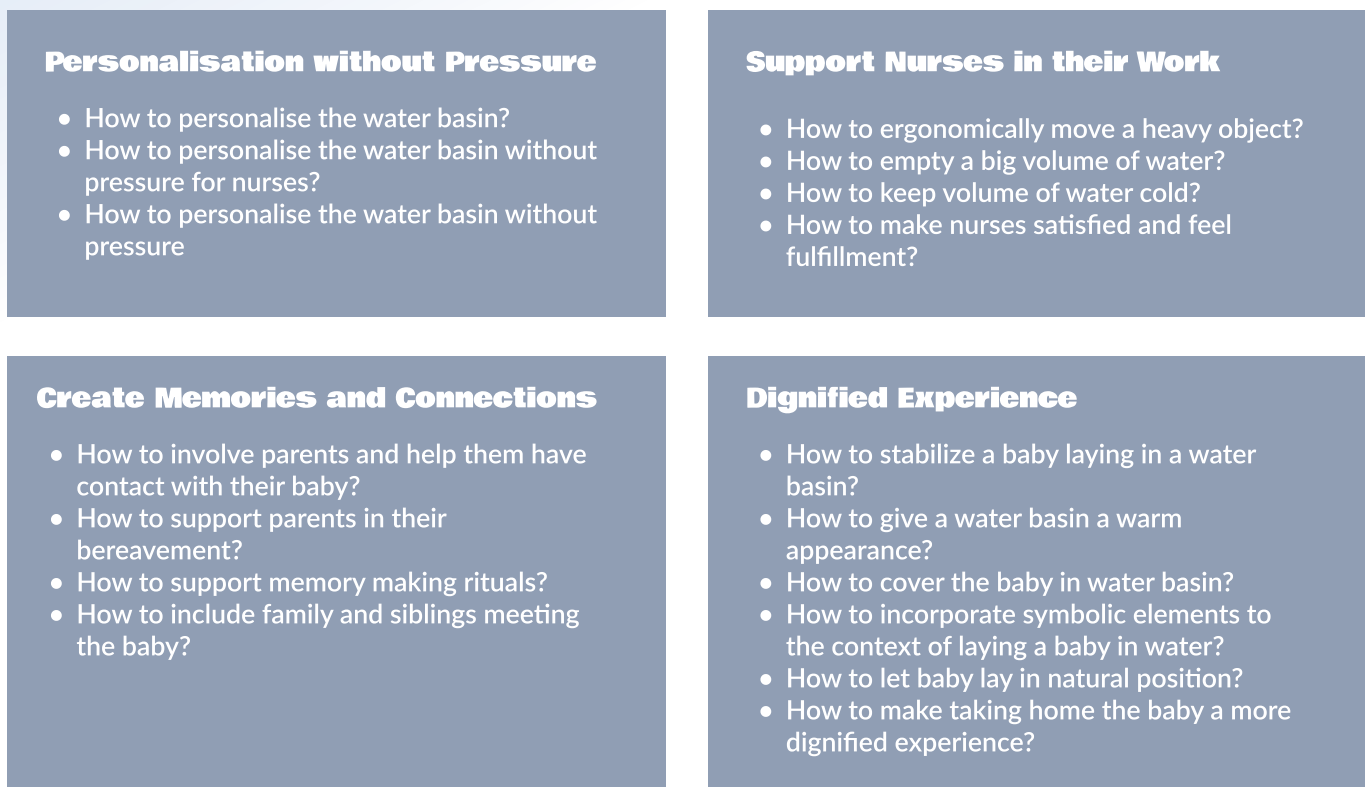 Personalisation without Pressure
● How to personalise the water basin?
● How to personalise the water basin without
pressure for nurses?
● How to personalise the water basin without
pressure
Support Nurses in their Work
● How to ergonomically move a heavy object?
● How to empty a big volume of water?
● How to keep volume of water cold?
● How to make nurses satisfied and feel
fulfillment?
Create Memories and Connections
● How to involve parents and help them have
contact with their baby?
● How to support parents in their
bereavement?
● How to support memory making rituals?
● How to include family and siblings meeting
the baby?
Dignified Experience
● How to stabilize a baby laying in a water
basin?
● How to give a water basin a warm
appearance?
● How to cover the baby in water basin?
● How to incorporate symbolic elements to
the context of laying a baby in water?
● How to let baby lay in natural position?
● How to make taking home the baby a more
dignified experience?